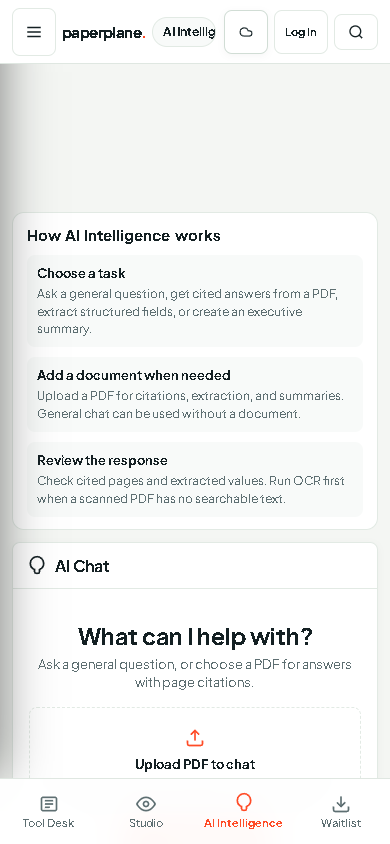 paperplane.
AI Intellig
Log in
How AI Intelligence works
Choose a task
Ask a general question, get cited answers from a PDF,
extract structured fields, or create an executive
summary.
Add a document when needed
Upload a PDF for citations, extraction, and summaries.
General chat can be used without a document.
Review the response
Check cited pages and extracted values. Run OCR first
when a scanned PDF has no searchable text.
AI Chat
What can I help with?
Ask a general question, or choose a PDF for answers
with page citations.
Upload PDF to chat
Tool Desk
Studio
AI Intelligence
Waitlist